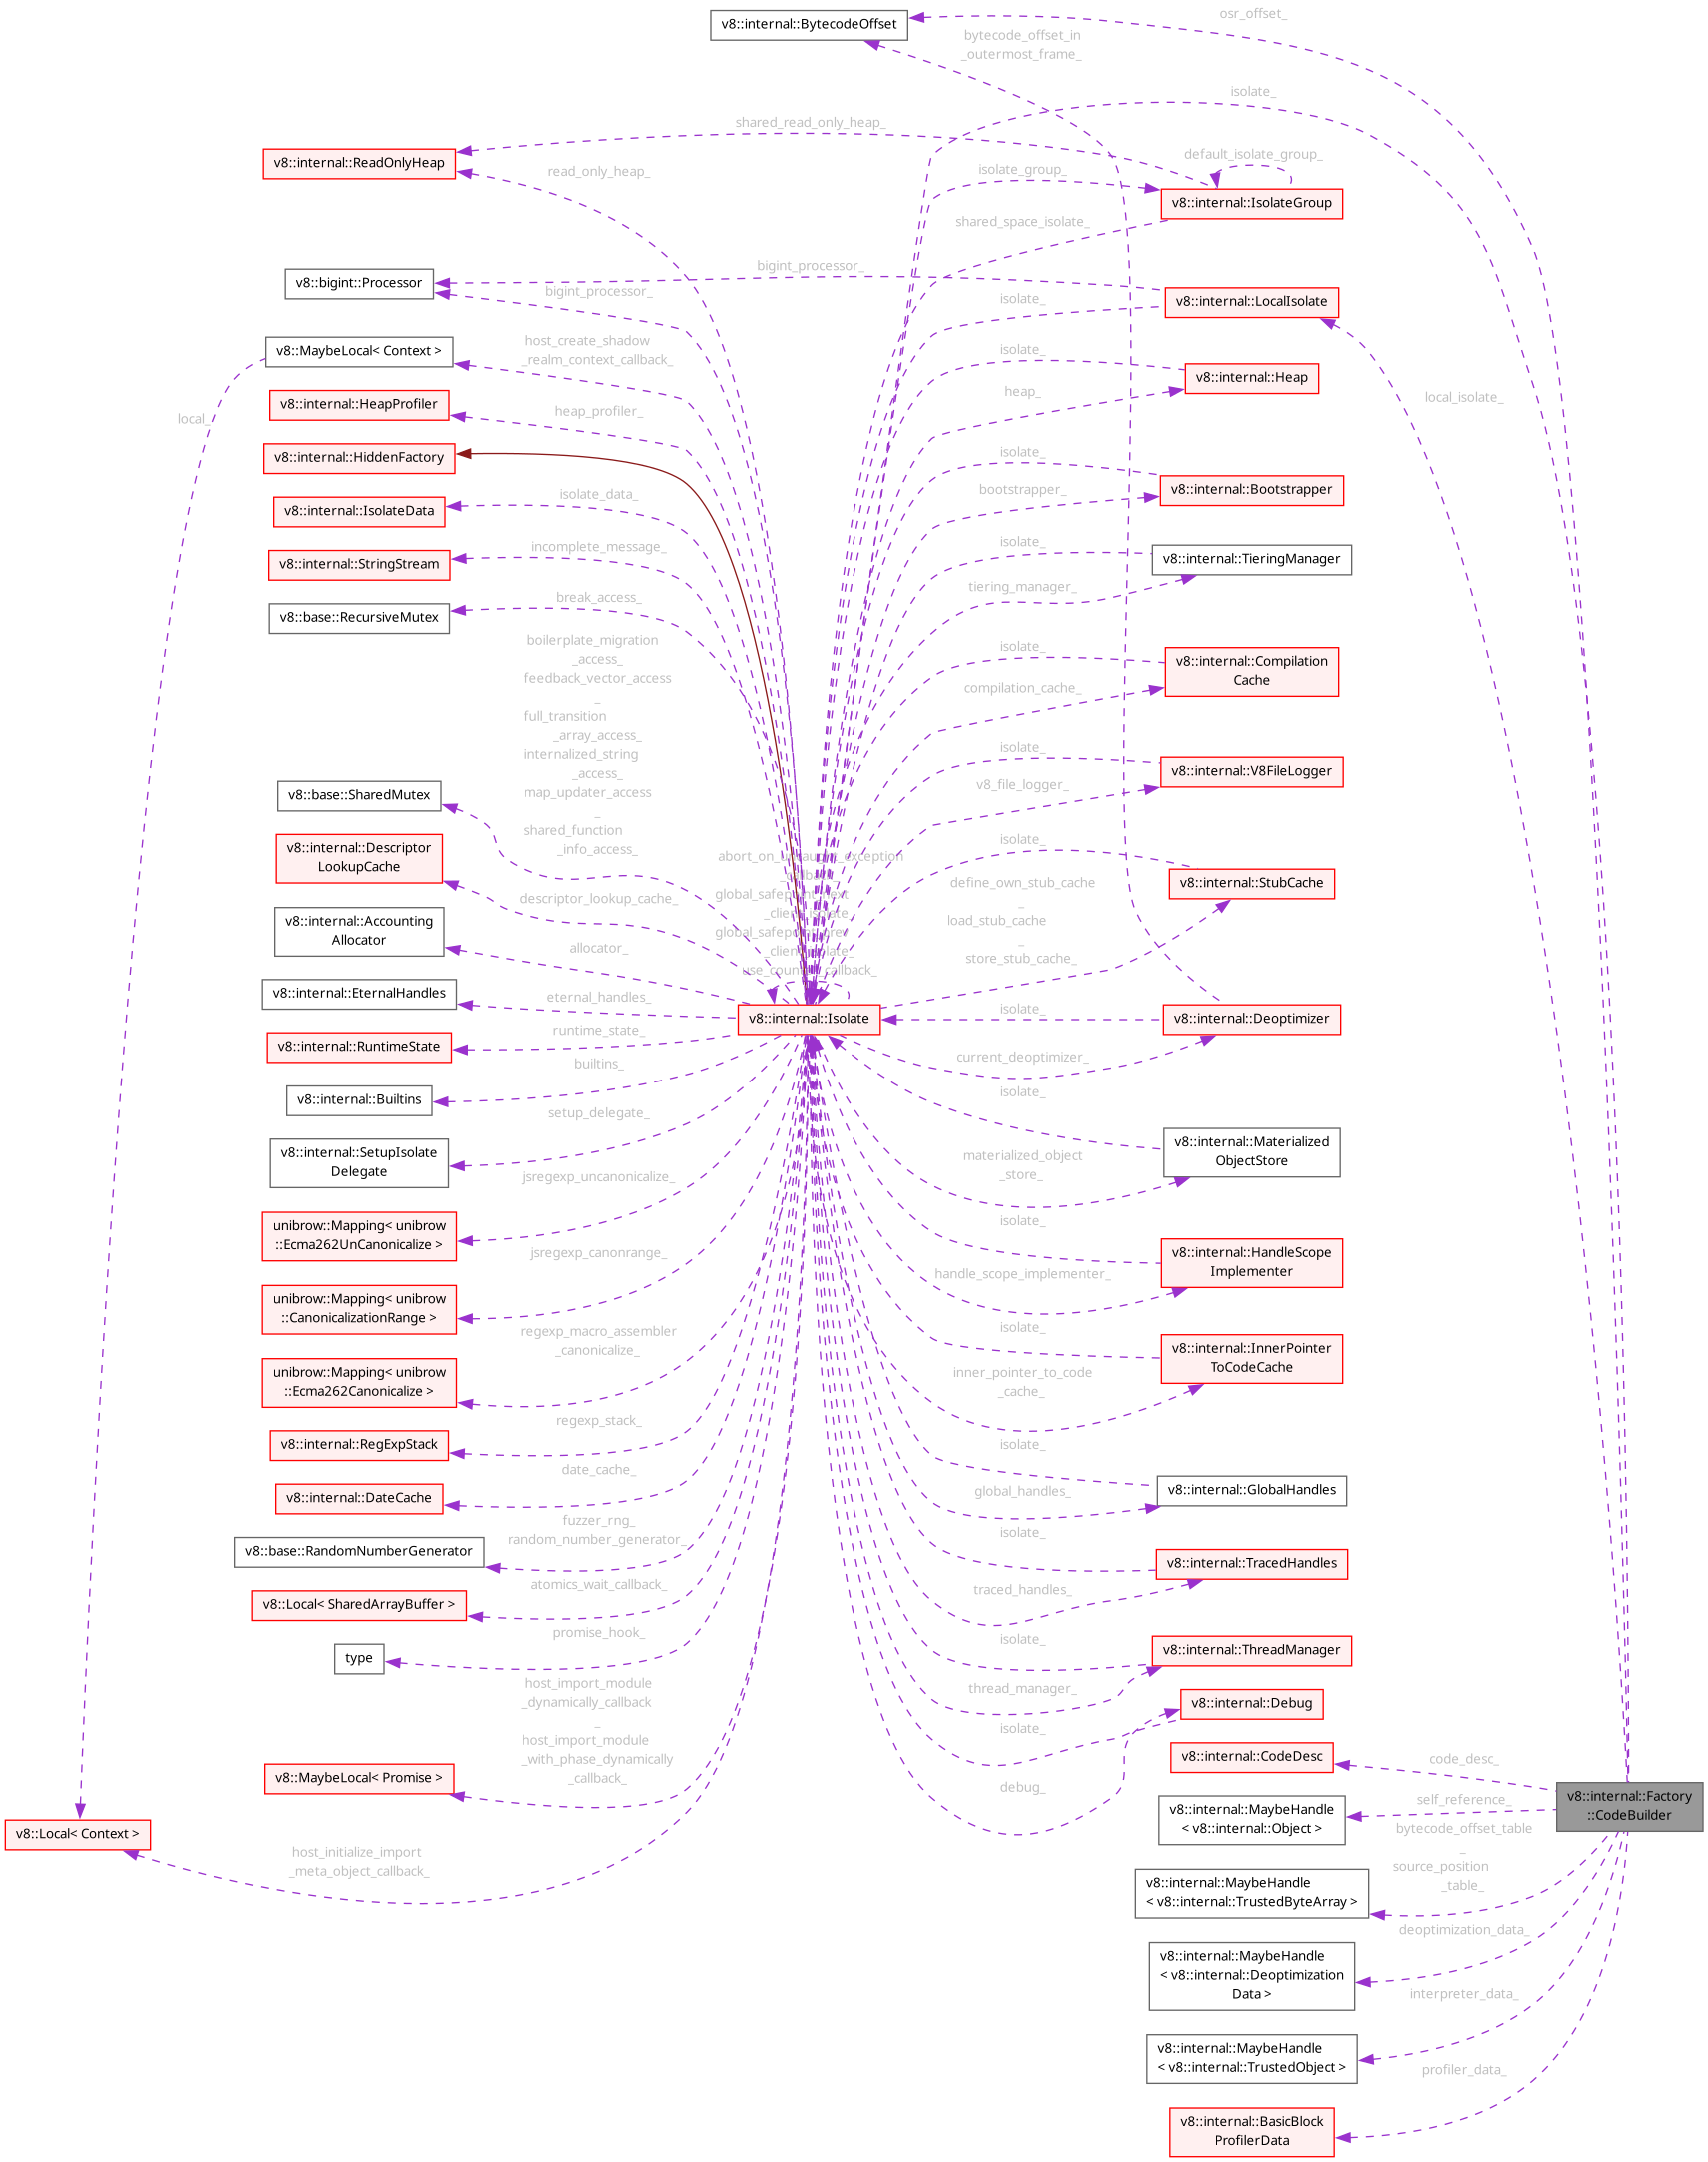 v8::internal::BytecodeOffset
osr_offset_
bytecode_offset_in
_outermost_frame_
isolate_
shared_read_only_heap_
default_isolate_group_
v8::internal::ReadOnlyHeap
read_only_heap_
isolate_group_
v8::internal::IsolateGroup
shared_space_isolate_
bigint_processor_
v8::bigint::Processor
bigint_processor_
isolate_
v8::internal::LocalIsolate
host_create_shadow
_realm_context_callback_
v8::MaybeLocal< Context >
isolate_
v8::internal::Heap
heap_
local_isolate_
v8::internal::HeapProfiler
heap_profiler_
local_
v8::internal::HiddenFactory
isolate_
v8::internal::Bootstrapper
bootstrapper_
isolate_data_
v8::internal::IsolateData
incomplete_message_
v8::internal::StringStream
isolate_
v8::internal::TieringManager
tiering_manager_
break_access_
v8::base::RecursiveMutex
boilerplate_migration
_access_
feedback_vector_access
_
full_transition
_array_access_
internalized_string
_access_
map_updater_access
_
shared_function
_info_access_
isolate_
v8::internal::Compilation
Cache
compilation_cache_
isolate_
v8::internal::V8FileLogger
v8_file_logger_
v8::base::SharedMutex
v8::internal::Descriptor
LookupCache
descriptor_lookup_cache_
global_safepoint_next
_client_isolate_
global_safepoint_prev
_client_isolate_
use_counter_callback_
isolate_
define_own_stub_cache
_
load_stub_cache
_
store_stub_cache_
v8::internal::StubCache
v8::internal::Accounting
Allocator
allocator_
v8::internal::EternalHandles
eternal_handles_
v8::internal::Isolate
isolate_
v8::internal::Deoptimizer
v8::internal::RuntimeState
runtime_state_
current_deoptimizer_
builtins_
v8::internal::Builtins
isolate_
setup_delegate_
v8::internal::SetupIsolate
Delegate
v8::internal::Materialized
ObjectStore
materialized_object
_store_
jsregexp_uncanonicalize_
unibrow::Mapping< unibrow
::Ecma262UnCanonicalize >
isolate_
v8::internal::HandleScope
Implementer
handle_scope_implementer_
jsregexp_canonrange_
unibrow::Mapping< unibrow
::CanonicalizationRange >
isolate_
v8::internal::InnerPointer
ToCodeCache
inner_pointer_to_code
_cache_
regexp_macro_assembler
_canonicalize_
unibrow::Mapping< unibrow
::Ecma262Canonicalize >
regexp_stack_
v8::internal::RegExpStack
isolate_
v8::internal::GlobalHandles
global_handles_
date_cache_
v8::internal::DateCache
fuzzer_rng_
random_number_generator_
v8::base::RandomNumberGenerator
isolate_
v8::internal::TracedHandles
traced_handles_
atomics_wait_callback_
v8::Local< SharedArrayBuffer >
promise_hook_
type
isolate_
v8::internal::ThreadManager
thread_manager_
host_import_module
_dynamically_callback
_
host_import_module
_with_phase_dynamically
_callback_
v8::MaybeLocal< Promise >
v8::internal::Debug
isolate_
debug_
v8::internal::CodeDesc
code_desc_
v8::internal::Factory
::CodeBuilder
self_reference_
v8::internal::MaybeHandle
< v8::internal::Object >
v8::Local< Context >
host_initialize_import
_meta_object_callback_
bytecode_offset_table
_
source_position
_table_
v8::internal::MaybeHandle
< v8::internal::TrustedByteArray >
deoptimization_data_
v8::internal::MaybeHandle
< v8::internal::Deoptimization
Data >
interpreter_data_
v8::internal::MaybeHandle
< v8::internal::TrustedObject >
profiler_data_
v8::internal::BasicBlock
ProfilerData